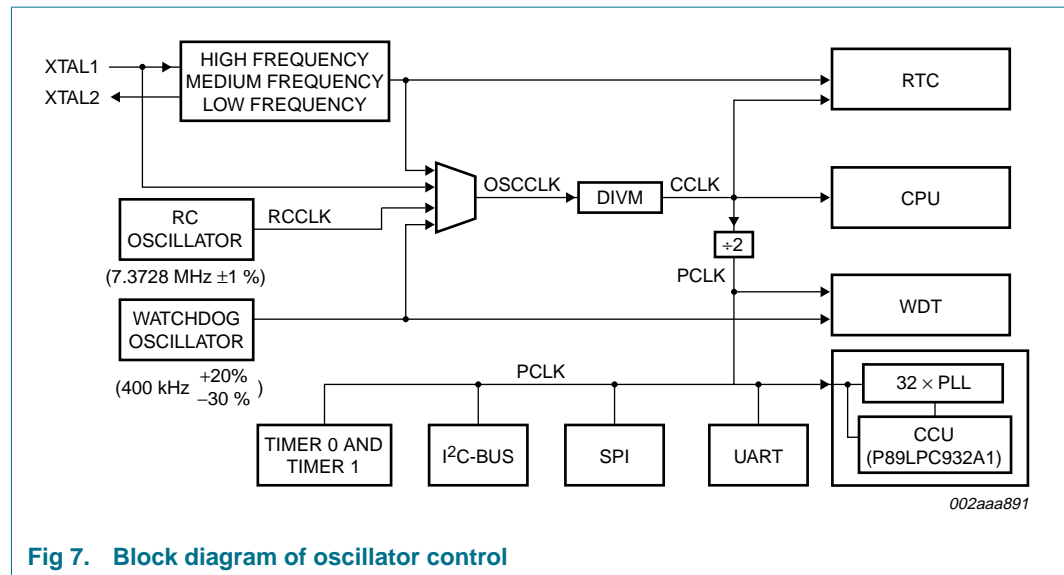 XTAL1
XTAL2
HIGH FREQUENCY
MEDIUM FREQUENCY
LOW FREQUENCY
RTC
OSCCLK
DIVM
CCLK
CPU
RC
OSCILLATOR
RCCLK
(7.3728 MHz ±1 %)
÷2
PCLK
WDT
WATCHDOG
OSCILLATOR
(400 kHz +20% −30 %)
PCLK
32 × PLL
CCU
(P89LPC932A1)
TIMER 0 AND
TIMER 1
I²C-BUS
SPI
UART
002aaa891
Fig 7. Block diagram of oscillator control